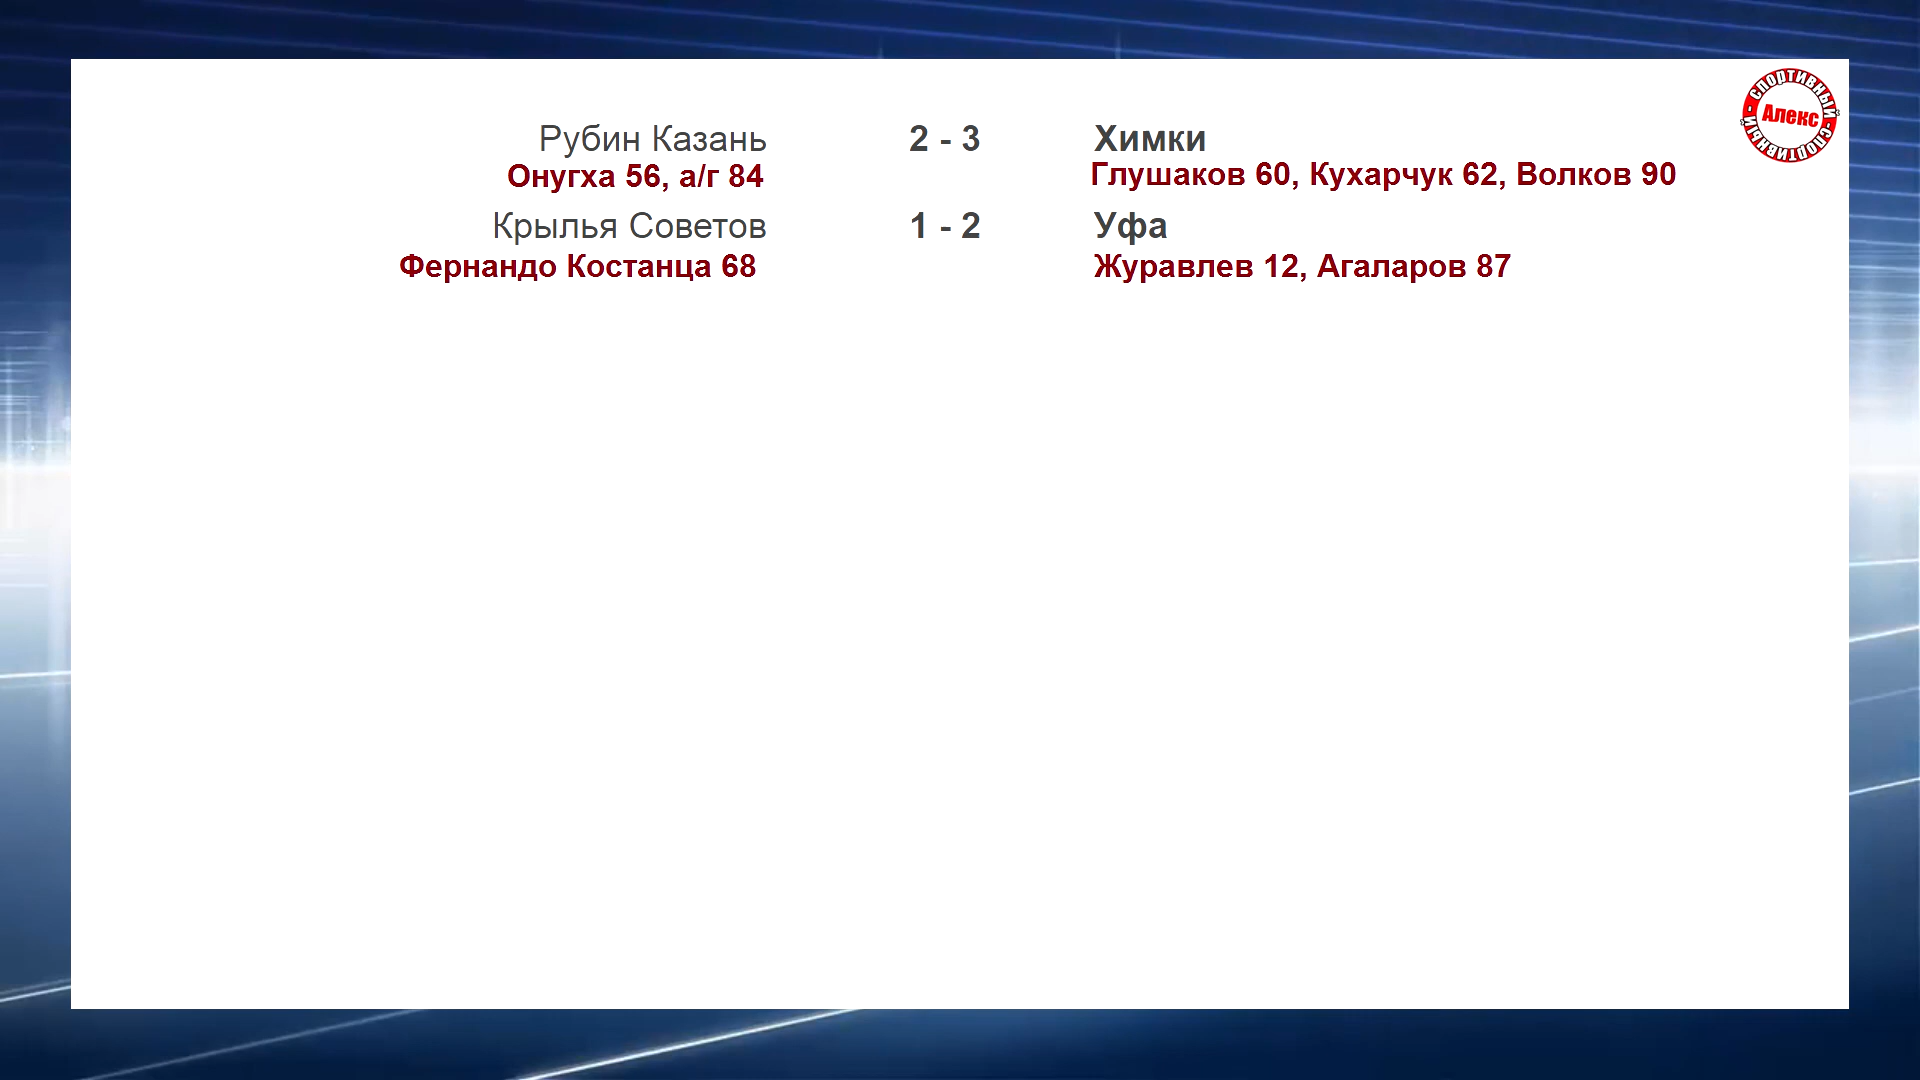 Рубин Казань 2 - 3 Химки
Онугха 56, а/г 84 Глушаков 60, Кухарчук 62, Волков 90
Крылья Советов 1 - 2 Уфа
Фернандо Костанца 68 Журавлев 12, Агаларов 87
СПОРТИВНЫЙ
Алекс
СПОРТИВНЫЙ